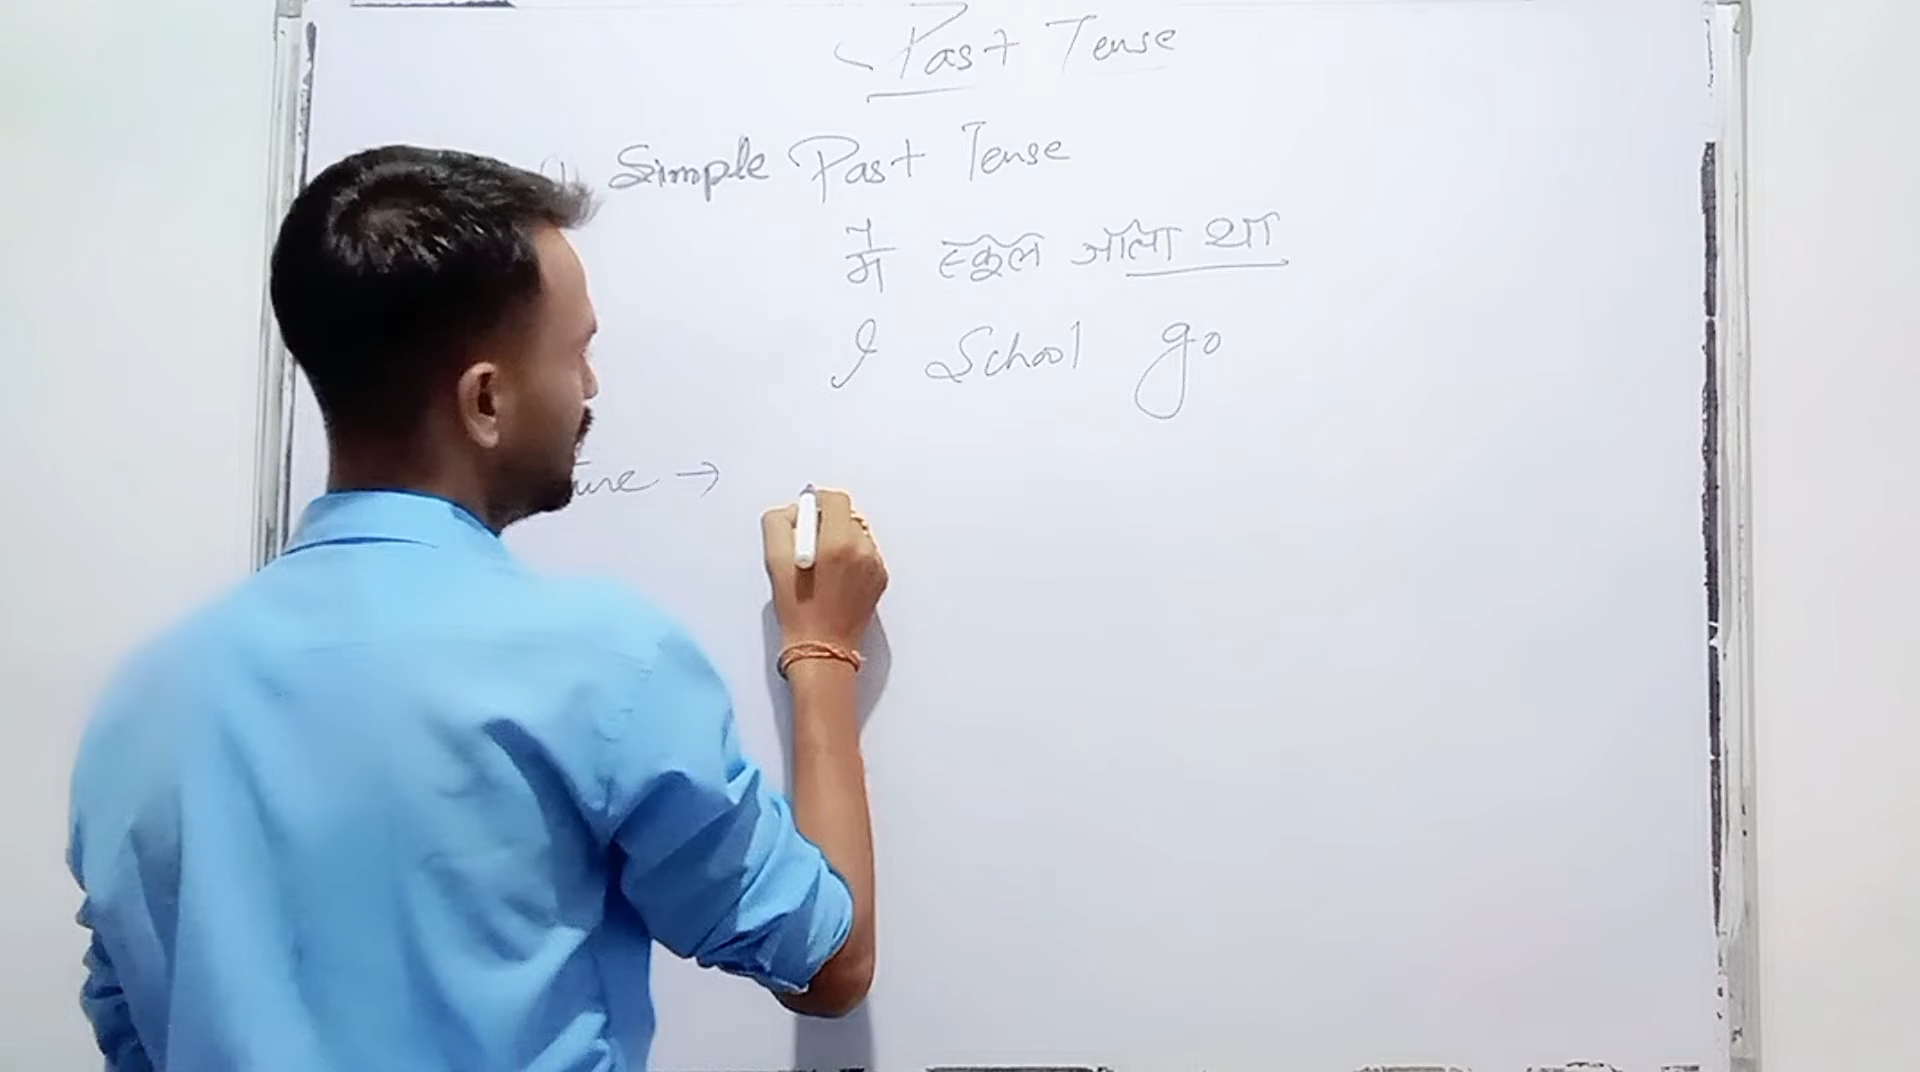 Past Tense
Simple Past Tense
मैं स्कूल जाता था
I School go
ture →